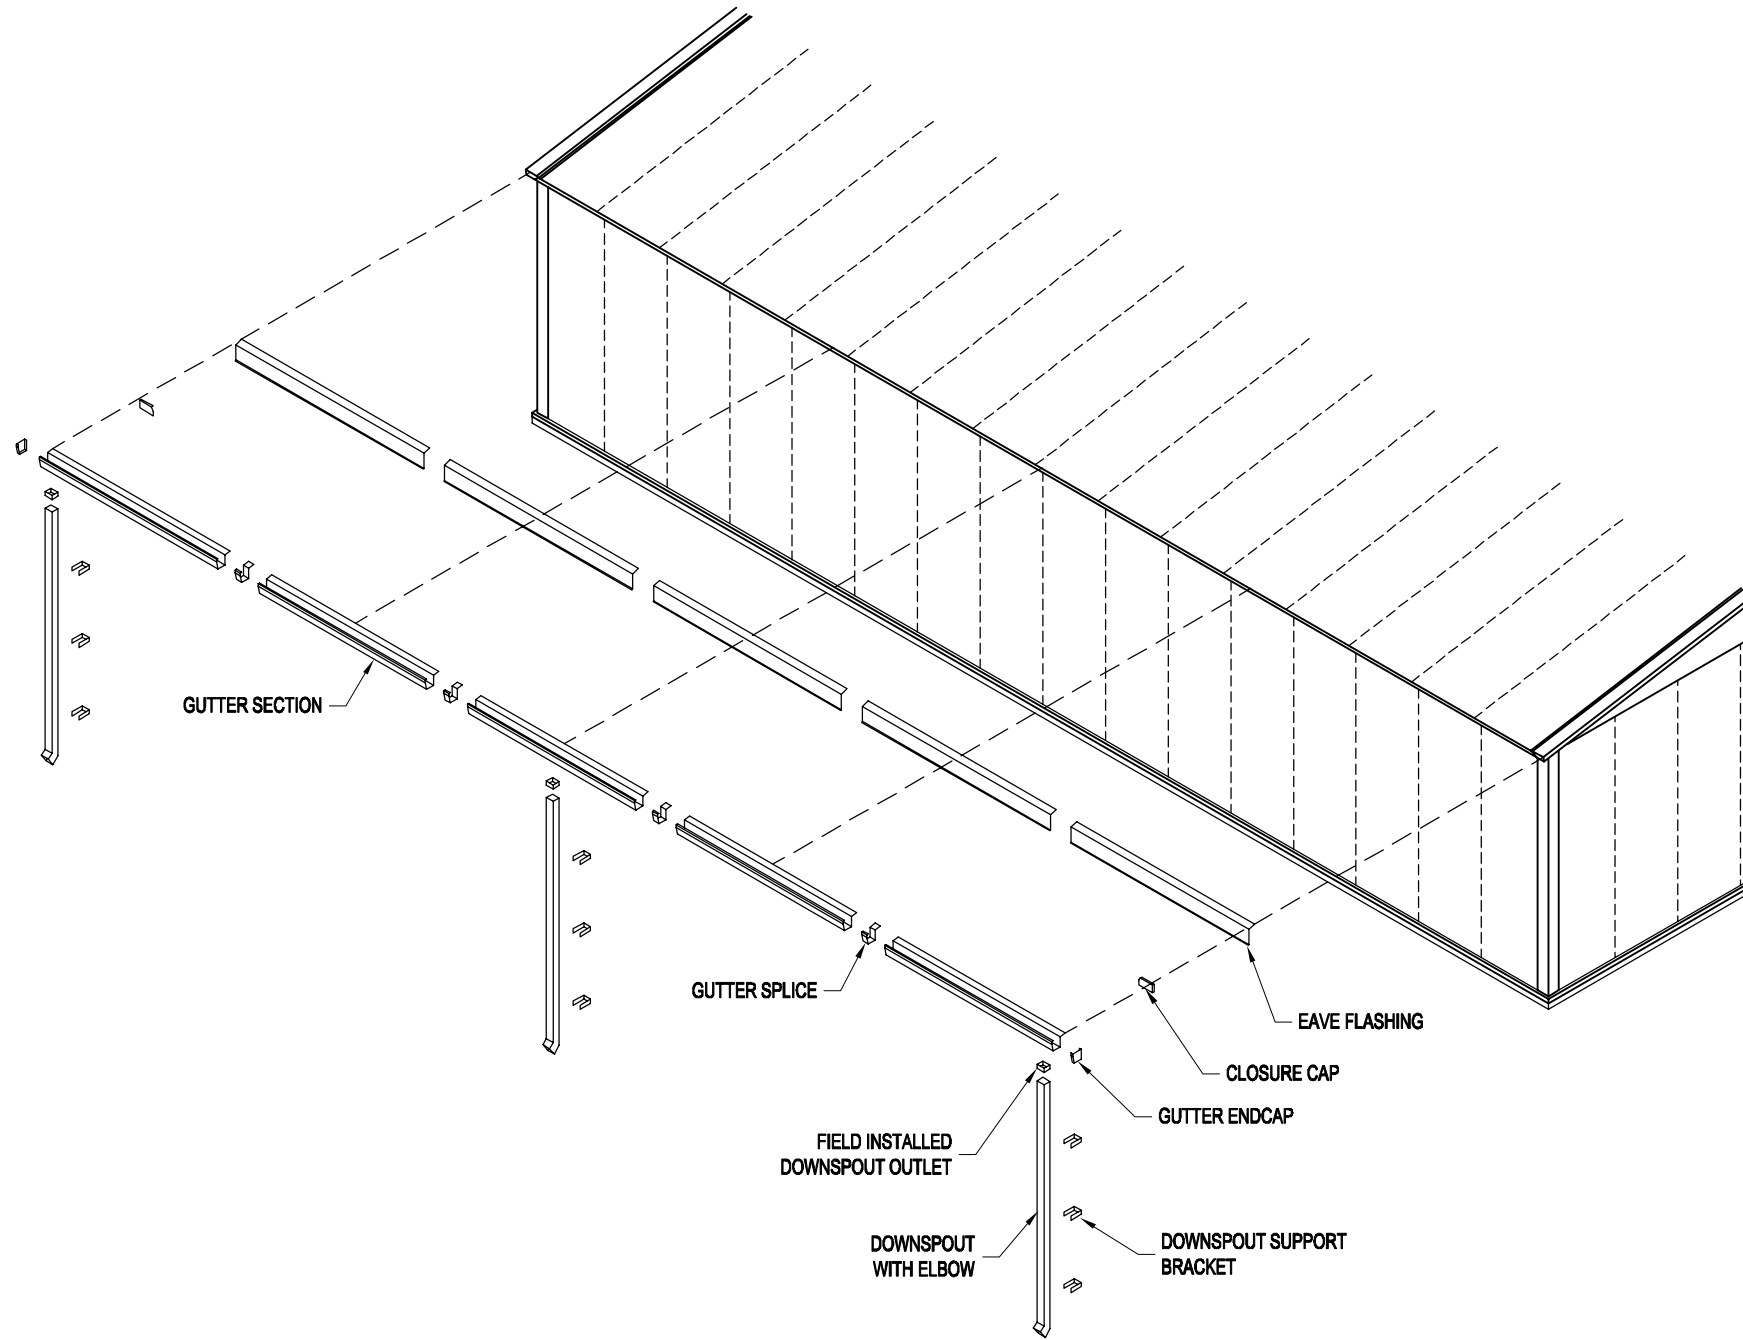 GUTTER SECTION
GUTTER SPLICE
EAVE FLASHING
CLOSURE CAP
GUTTER ENDCAP
FIELD INSTALLED
DOWNSPOUT OUTLET
DOWNSPOUT
WITH ELBOW
DOWNSPOUT SUPPORT
BRACKET